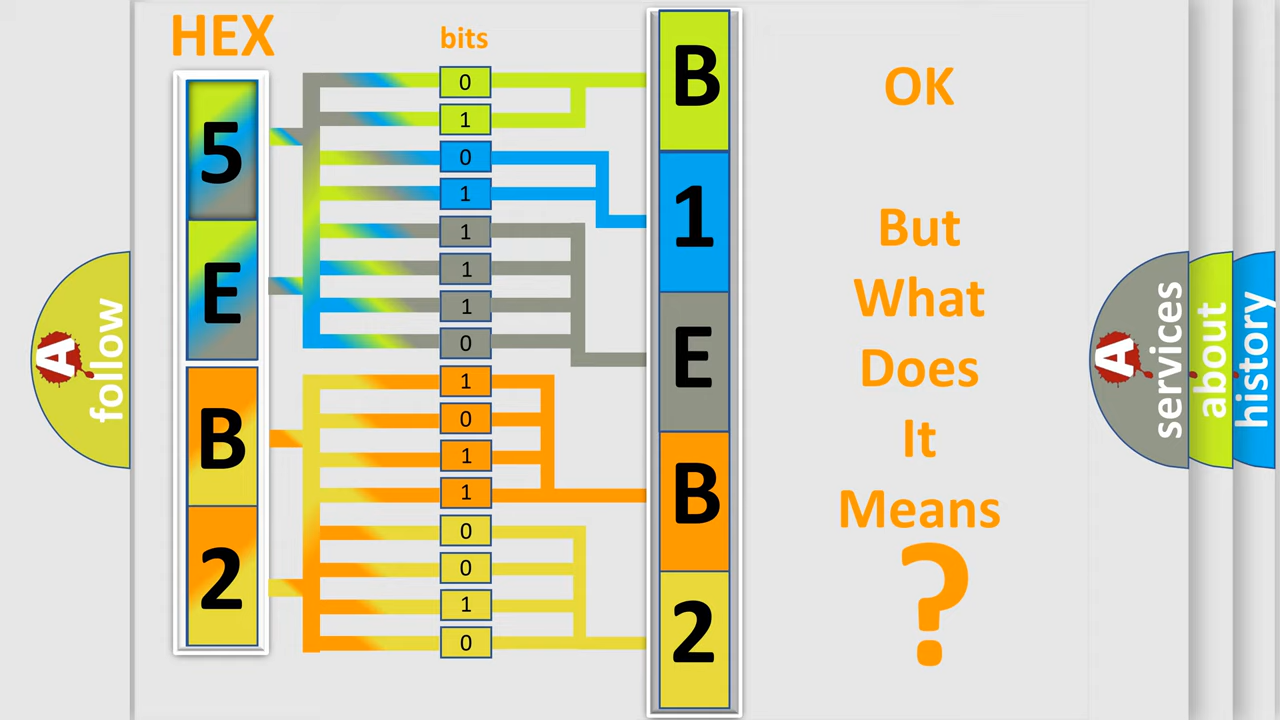 HEX
bits
5
E
B
2
0
1
0
1
1
1
1
0
1
0
1
1
0
0
1
0
B
1
E
B
2
OK
But
What
Does
It
Means
?
A
follow
A
services
about
history